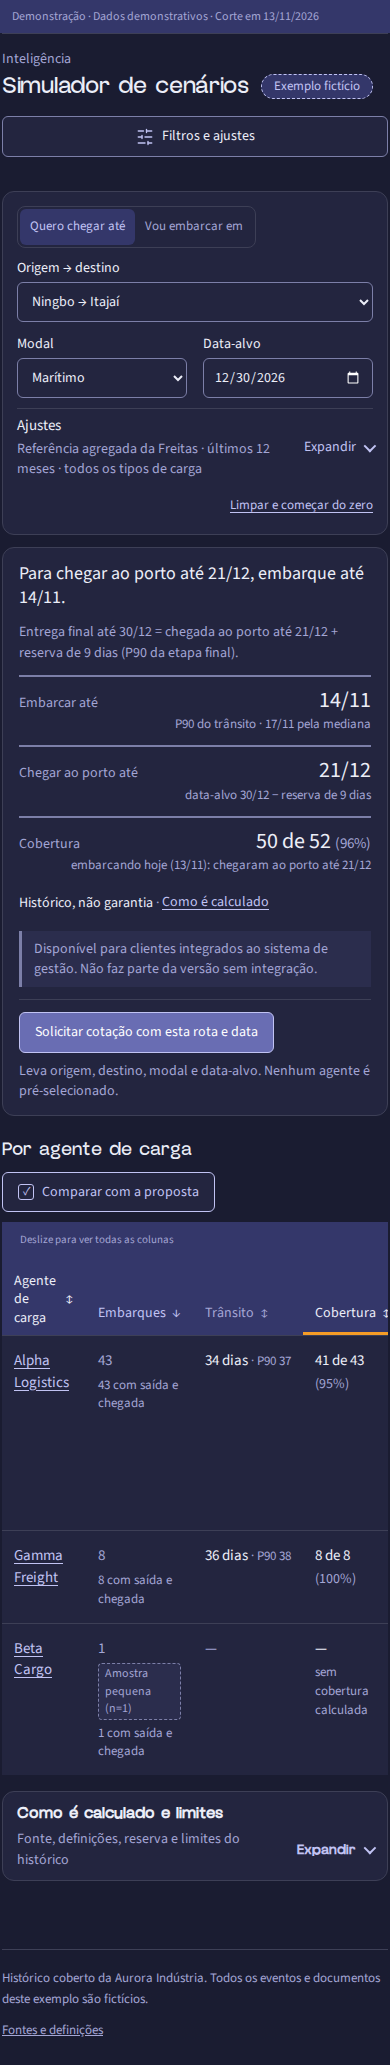 Demonstração · Dados demonstrativos · Corte em 13/11/2026
Inteligência
Simulador de cenários
Exemplo fictício
Filtros e ajustes
Quero chegar até
Vou embarcar em
Origem → destino
Ningbo → Itajaí
Modal
Data-alvo
Marítimo
12/30/2026
Ajustes
Referência agregada da Freitas · últimos 12
meses · todos os tipos de carga
Expandir
Limpar e começar do zero
Para chegar ao porto até 21/12, embarque até
14/11.
Entrega final até 30/12 = chegada ao porto até 21/12 +
reserva de 9 dias (P90 da etapa final).
Embarcar até
14/11
P90 do trânsito · 17/11 pela mediana
Chegar ao porto até
21/12
data-alvo 30/12 − reserva de 9 dias
Cobertura
50 de 52 (96%)
embarcando hoje (13/11): chegaram ao porto até 21/12
Histórico, não garantia · Como é calculado
Disponível para clientes integrados ao sistema de
gestão. Não faz parte da versão sem integração.
Solicitar cotação com esta rota e data
Leva origem, destino, modal e data-alvo. Nenhum agente é
pré-selecionado.
Por agente de carga
Comparar com a proposta
Deslize para ver todas as colunas
Agente
de
carga ↕
Embarques ↓
Trânsito ↕
Cobertura ↕
Alpha
Logistics
43
43 com saída e
chegada
34 dias · P90 37
41 de 43
(95%)
Gamma
Freight
8
8 com saída e
chegada
36 dias · P90 38
8 de 8
(100%)
Beta
Cargo
1
Amostra
pequena
(n=1)
1 com saída e
chegada
—
—
sem
cobertura
calculada
Como é calculado e limites
Fonte, definições, reserva e limites do
histórico
Expandir
Histórico coberto da Aurora Indústria. Todos os eventos e documentos
deste exemplo são fictícios.
Fontes e definições